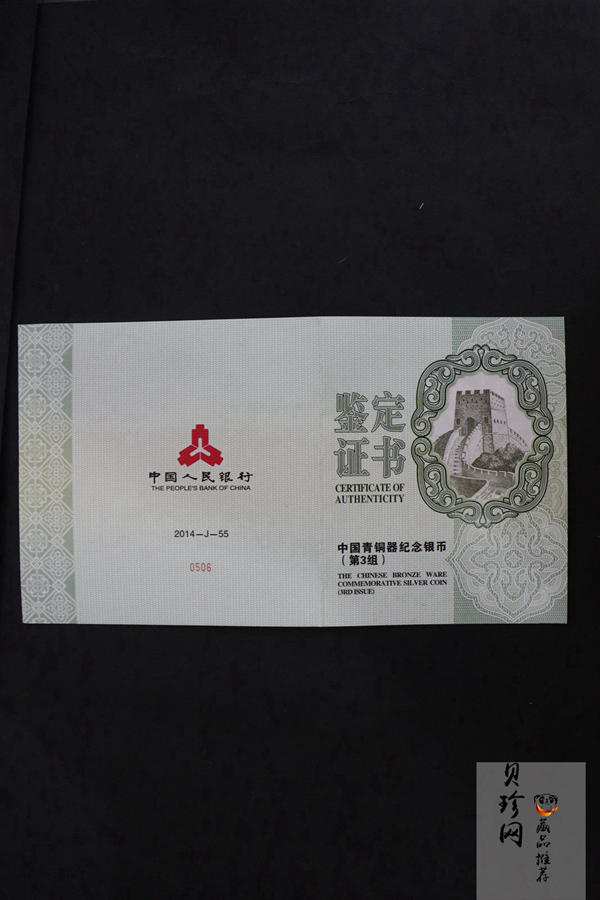 中国人民银行
THE PEOPLE'S BANK OF CHINA
2014—J—55
0506
鉴定
证书
CERTIFICATE OF
AUTHENTICITY
中国青铜器纪念银币
(第3组)
THE CHINESE BRONZE WARE
COMMEMORATIVE SILVER COIN
(3RD ISSUE)
贝珍网
藏品推荐